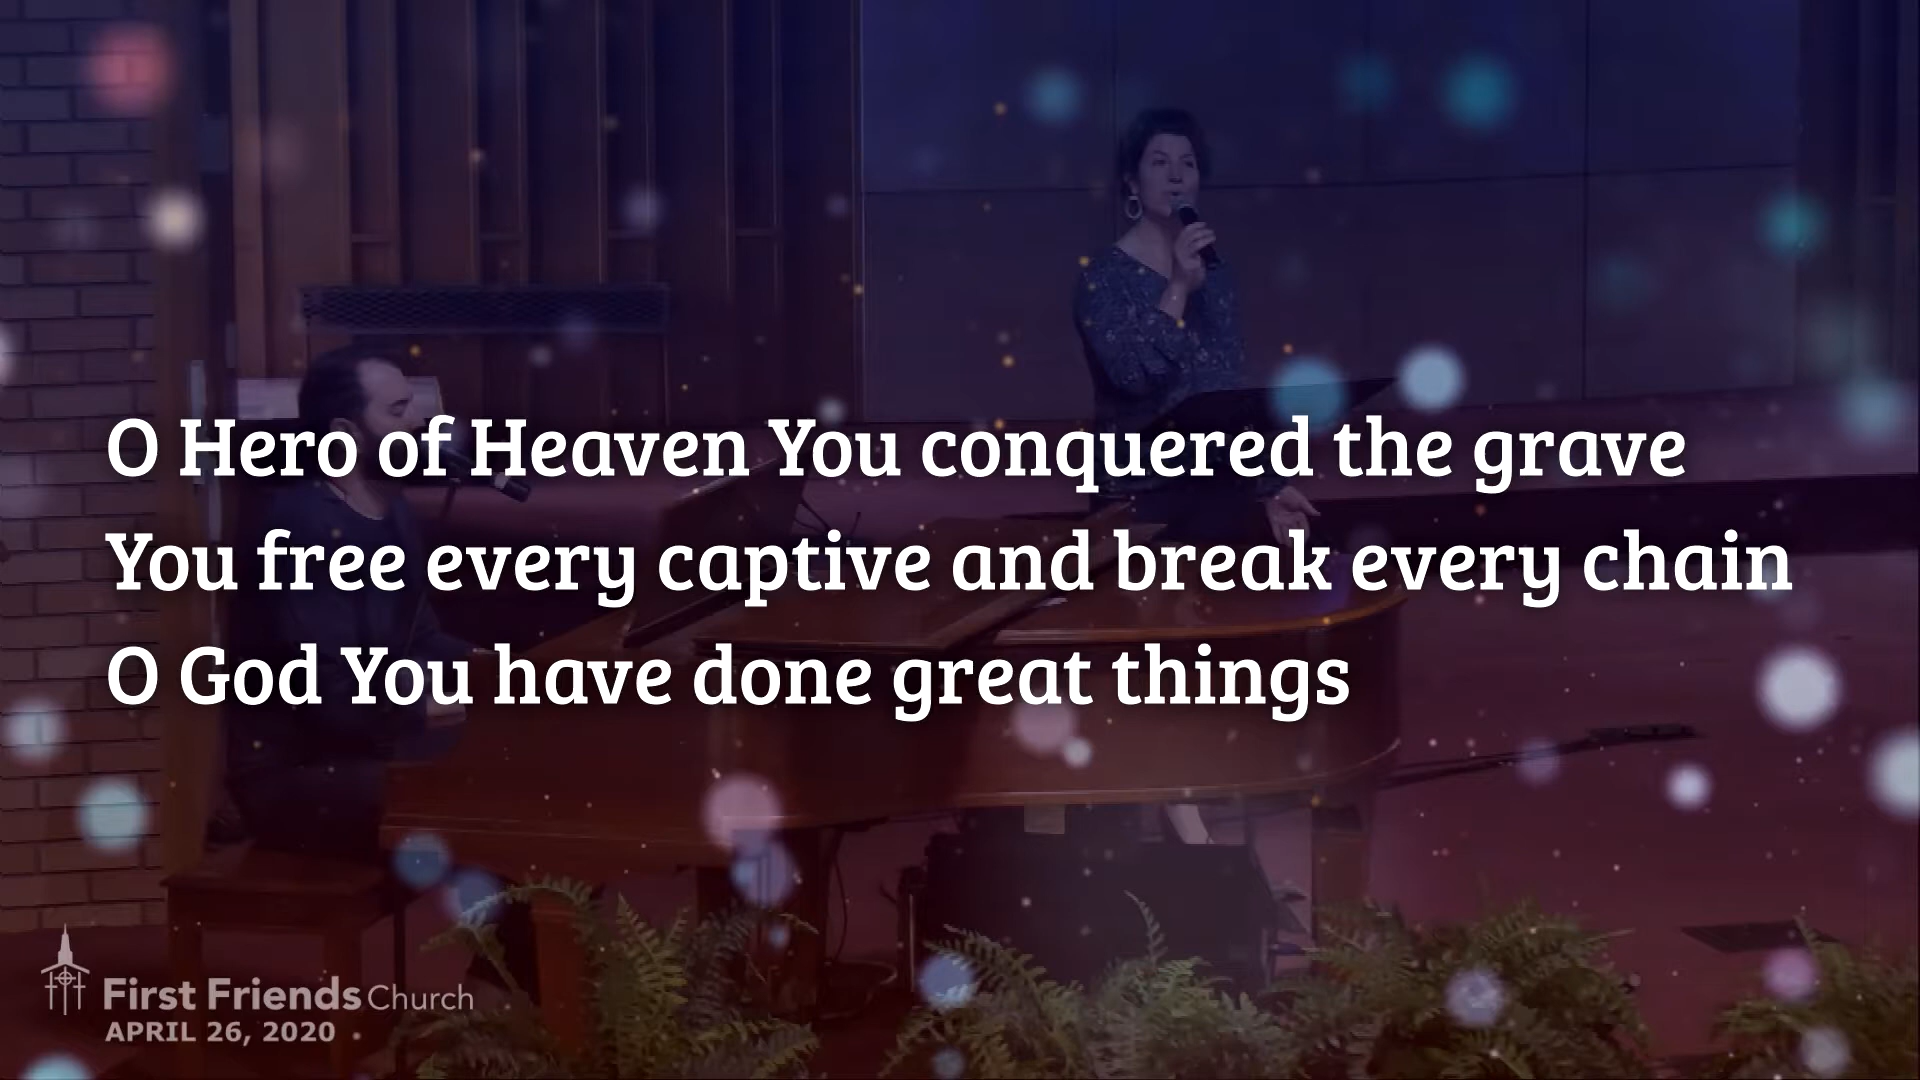 O Hero of Heaven You conquered the grave
You free every captive and break every chain
O God You have done great things
First Friends Church
APRIL 26, 2020